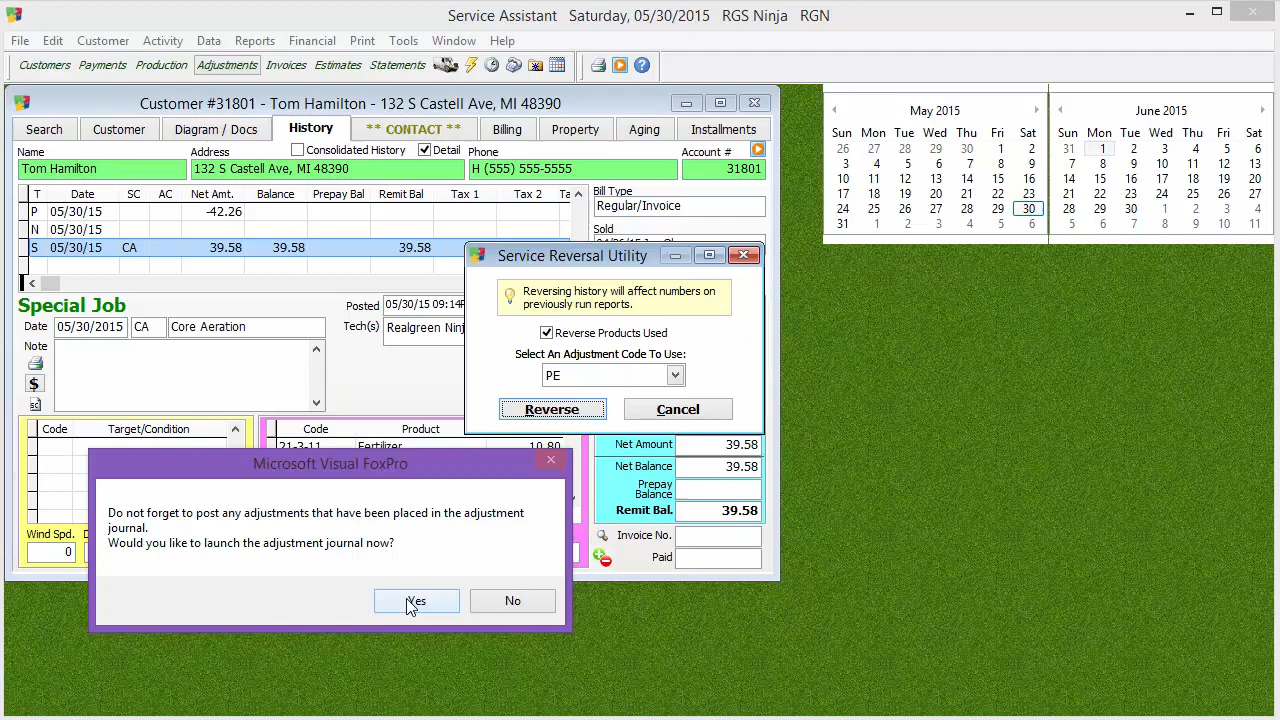 Service Assistant Saturday, 05/30/2015 RGS Ninja RGN
File Edit Customer Activity Data Reports Financial Print Tools Window Help
Customers Payments Production Adjustments Invoices Estimates Statements
Customer #31801 - Tom Hamilton - 132 S Castell Ave, MI 48390
Search Customer Diagram / Docs History ** CONTACT ** Billing Property Aging Installments
Name Address Consolidated History Detail Phone Account #
Tom Hamilton 132 S Castell Ave, MI 48390 H (555) 555-5555 31801
T Date SC AC Net Amt. Balance Prepay Bal Remit Bal Tax 1 Tax 2
P 05/30/15 -42.26
N 05/30/15
S 05/30/15 CA 39.58 39.58 39.58
Bill Type
Regular/Invoice
Sold
Special Job
Posted 05/30/15 09:14
Date 05/30/2015 CA Core Aeration
Tech(s) Realgreen Ninj
Note
$
Code Target/Condition
Code Product
21-3-11 Fertilizer 10.80
Wind Spd.
0
Net Amount 39.58
Net Balance 39.58
Prepay
Balance
Remit Bal. 39.58
Invoice No.
Paid
Service Reversal Utility
Reversing history will affect numbers on
previously run reports.
Reverse Products Used
Select An Adjustment Code To Use:
PE
Reverse Cancel
Microsoft Visual FoxPro
Do not forget to post any adjustments that have been placed in the adjustment
journal.
Would you like to launch the adjustment journal now?
Yes No
May 2015
Sun Mon Tue Wed Thu Fri Sat
26 27 28 29 30 1 2
3 4 5 6 7 8 9
10 11 12 13 14 15 16
17 18 19 20 21 22 23
24 25 26 27 28 29 30
31 1 2 3 4 5 6
June 2015
Sun Mon Tue Wed Thu Fri Sat
31 1 2 3 4 5 6
7 8 9 10 11 12 13
14 15 16 17 18 19 20
21 22 23 24 25 26 27
28 29 30 1 2 3 4
5 6 7 8 9 10 11